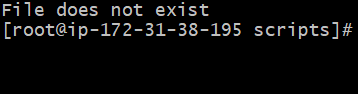 File does not exist
[root@ip-172-31-38-195 scripts]#